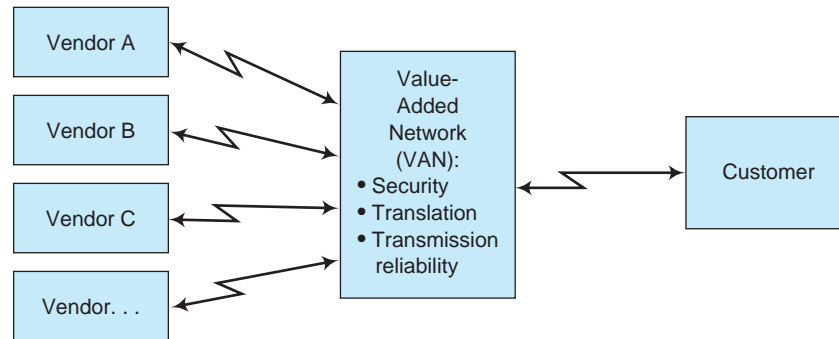 Vendor A
Vendor B
Vendor C
Vendor. . .
Value-
Added
Network
(VAN):
• Security
• Translation
• Transmission
reliability
Customer